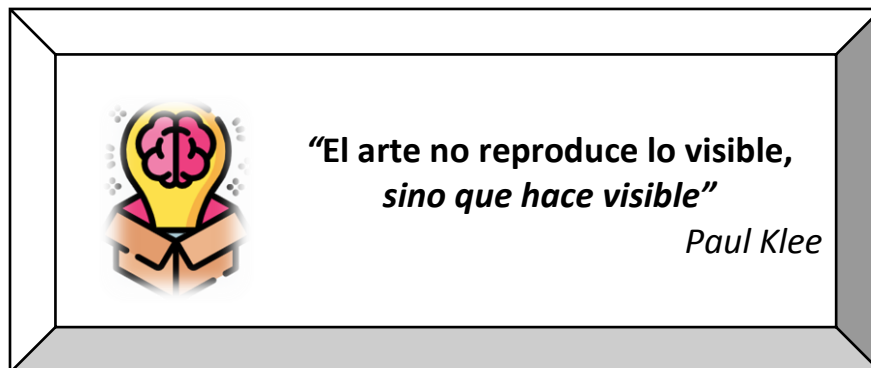 “El arte no reproduce lo visible,
sino que hace visible”
Paul Klee